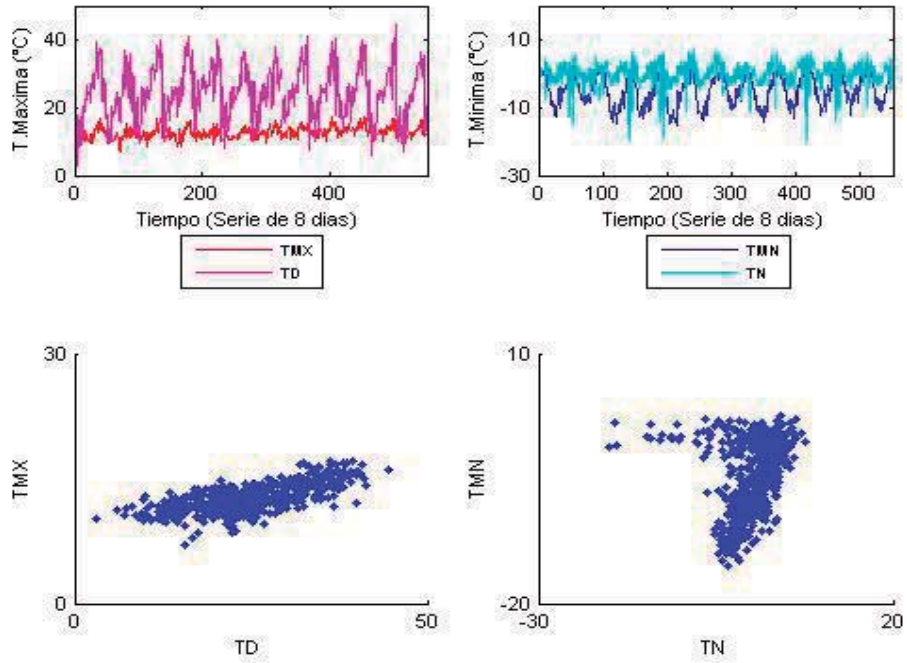 40
20
0
T.Maxima (ºC)
0 200 400
Tiempo (Serie de 8 dias)
TMX
TD
10
-10
-30
T.Minima (ºC)
0 100 200 300 400 500
Tiempo (Serie de 8 dias)
TMN
TN
30
TMX
0
0 50
TD
10
TMN
-20
-30 20
TN